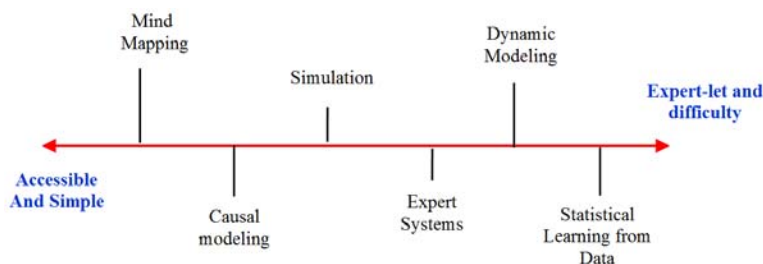 Mind
Mapping
Dynamic
Modeling
Simulation
Expert-let and
difficulty
Accessible
And Simple
Causal
modeling
Expert
Systems
Statistical
Learning from
Data